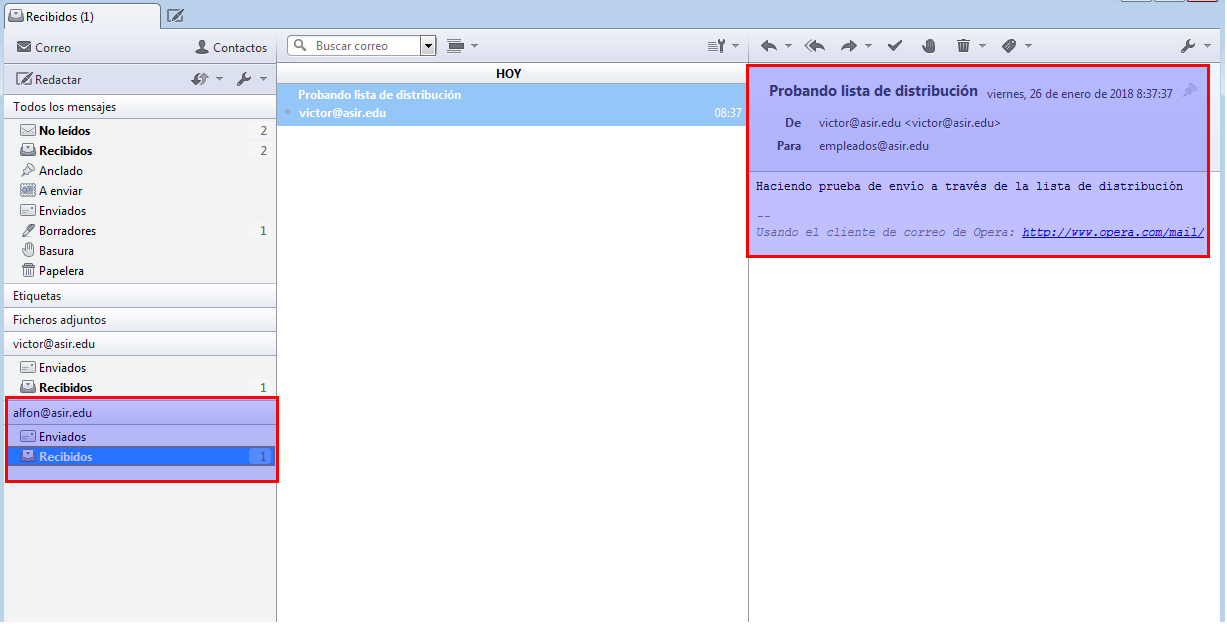 Recibidos (1)
Correo
Contactos
Redactar
Todos los mensajes
No leídos 2
Recibidos 2
Anclado
A enviar
Enviados
Borradores 1
Basura
Papelera
Etiquetas
Ficheros adjuntos
victor@asir.edu
Enviados
Recibidos 1
alfon@asir.edu
Enviados
Recibidos 1
Buscar correo
HOY
Probando lista de distribución
victor@asir.edu 08:37
Probando lista de distribución viernes, 26 de enero de 2018 8:37:37
De victor@asir.edu <victor@asir.edu>
Para empleados@asir.edu
Haciendo prueba de envío a través de la lista de distribución
--
Usando el cliente de correo de Opera: http://www.opera.com/mail/